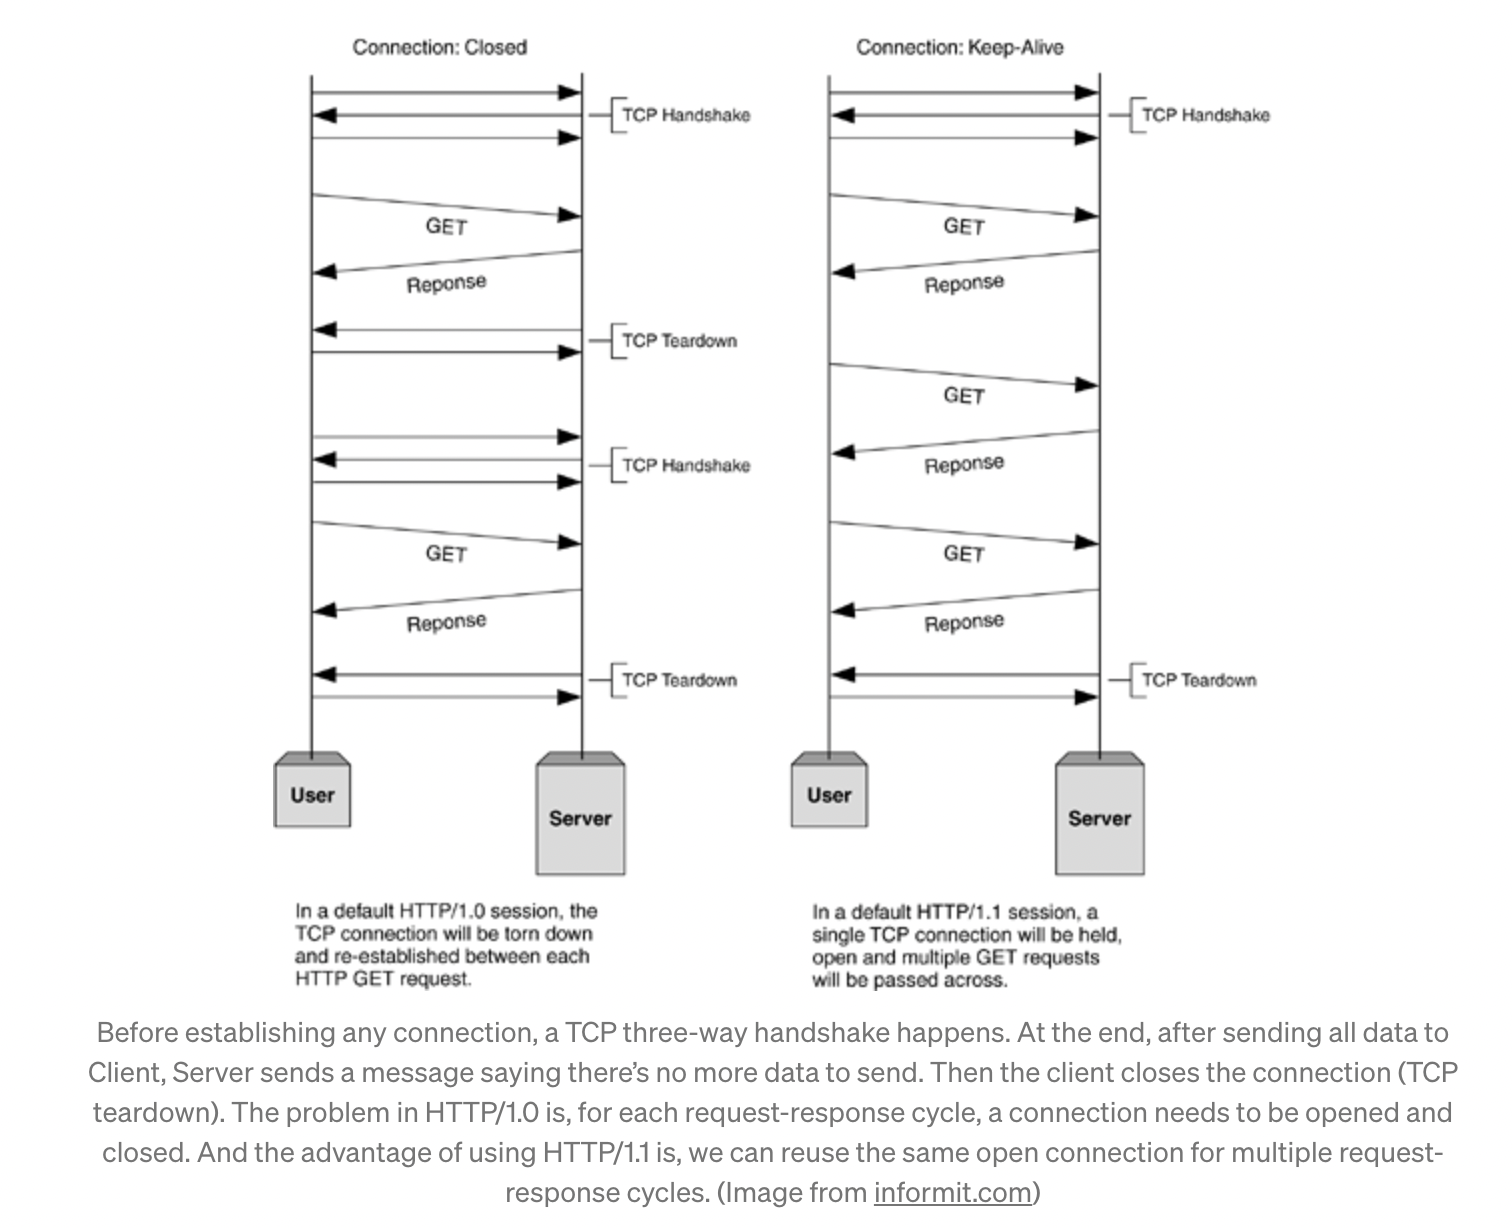 Connection: Closed
TCP Handshake
GET
Reponse
TCP Teardown
TCP Handshake
GET
Reponse
TCP Teardown
User
Server
In a default HTTP/1.0 session, the
TCP connection will be torn down
and re-established between each
HTTP GET request.
Connection: Keep-Alive
TCP Handshake
GET
Reponse
GET
Reponse
GET
Reponse
TCP Teardown
User
Server
In a default HTTP/1.1 session, a
single TCP connection will be held,
open and multiple GET requests
will be passed across.
Before establishing any connection, a TCP three-way handshake happens. At the end, after sending all data to
Client, Server sends a message saying there’s no more data to send. Then the client closes the connection (TCP
teardown). The problem in HTTP/1.0 is, for each request-response cycle, a connection needs to be opened and
closed. And the advantage of using HTTP/1.1 is, we can reuse the same open connection for multiple request-
response cycles. (Image from informit.com)